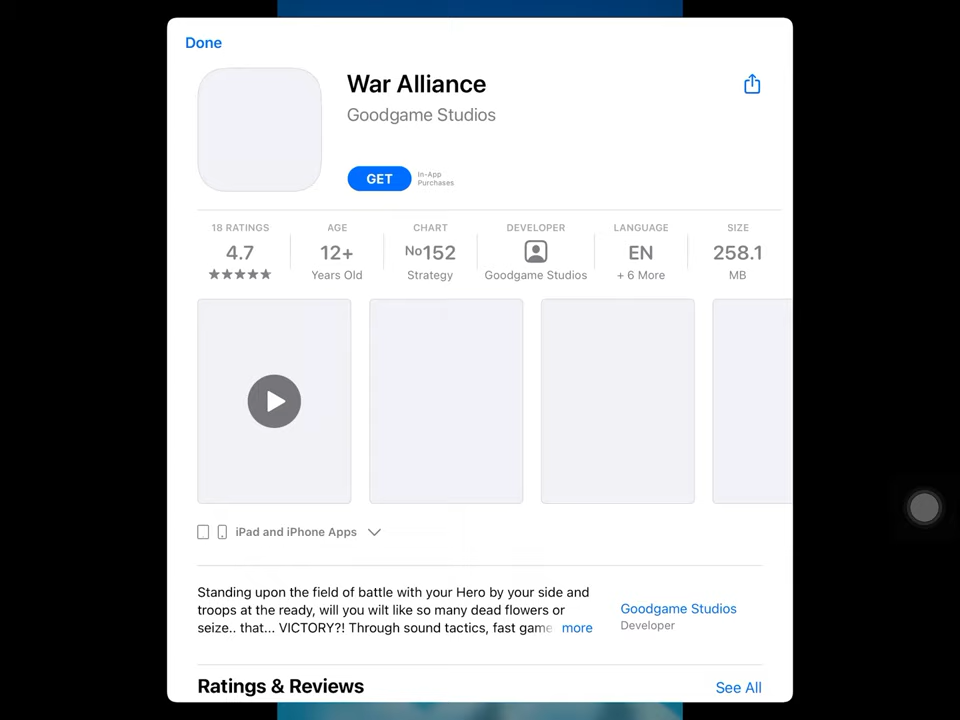 Done
War Alliance
Goodgame Studios
GET
In-App
Purchases
18 RATINGS
4.7
★★★★★
AGE
12+
Years Old
CHART
No152
Strategy
DEVELOPER
Goodgame Studios
LANGUAGE
EN
+ 6 More
SIZE
258.1
MB
iPad and iPhone Apps
Standing upon the field of battle with your Hero by your side and
troops at the ready, will you wilt like so many dead flowers or
seize.. that... VICTORY?! Through sound tactics, fast game more
Goodgame Studios
Developer
Ratings & Reviews
See All